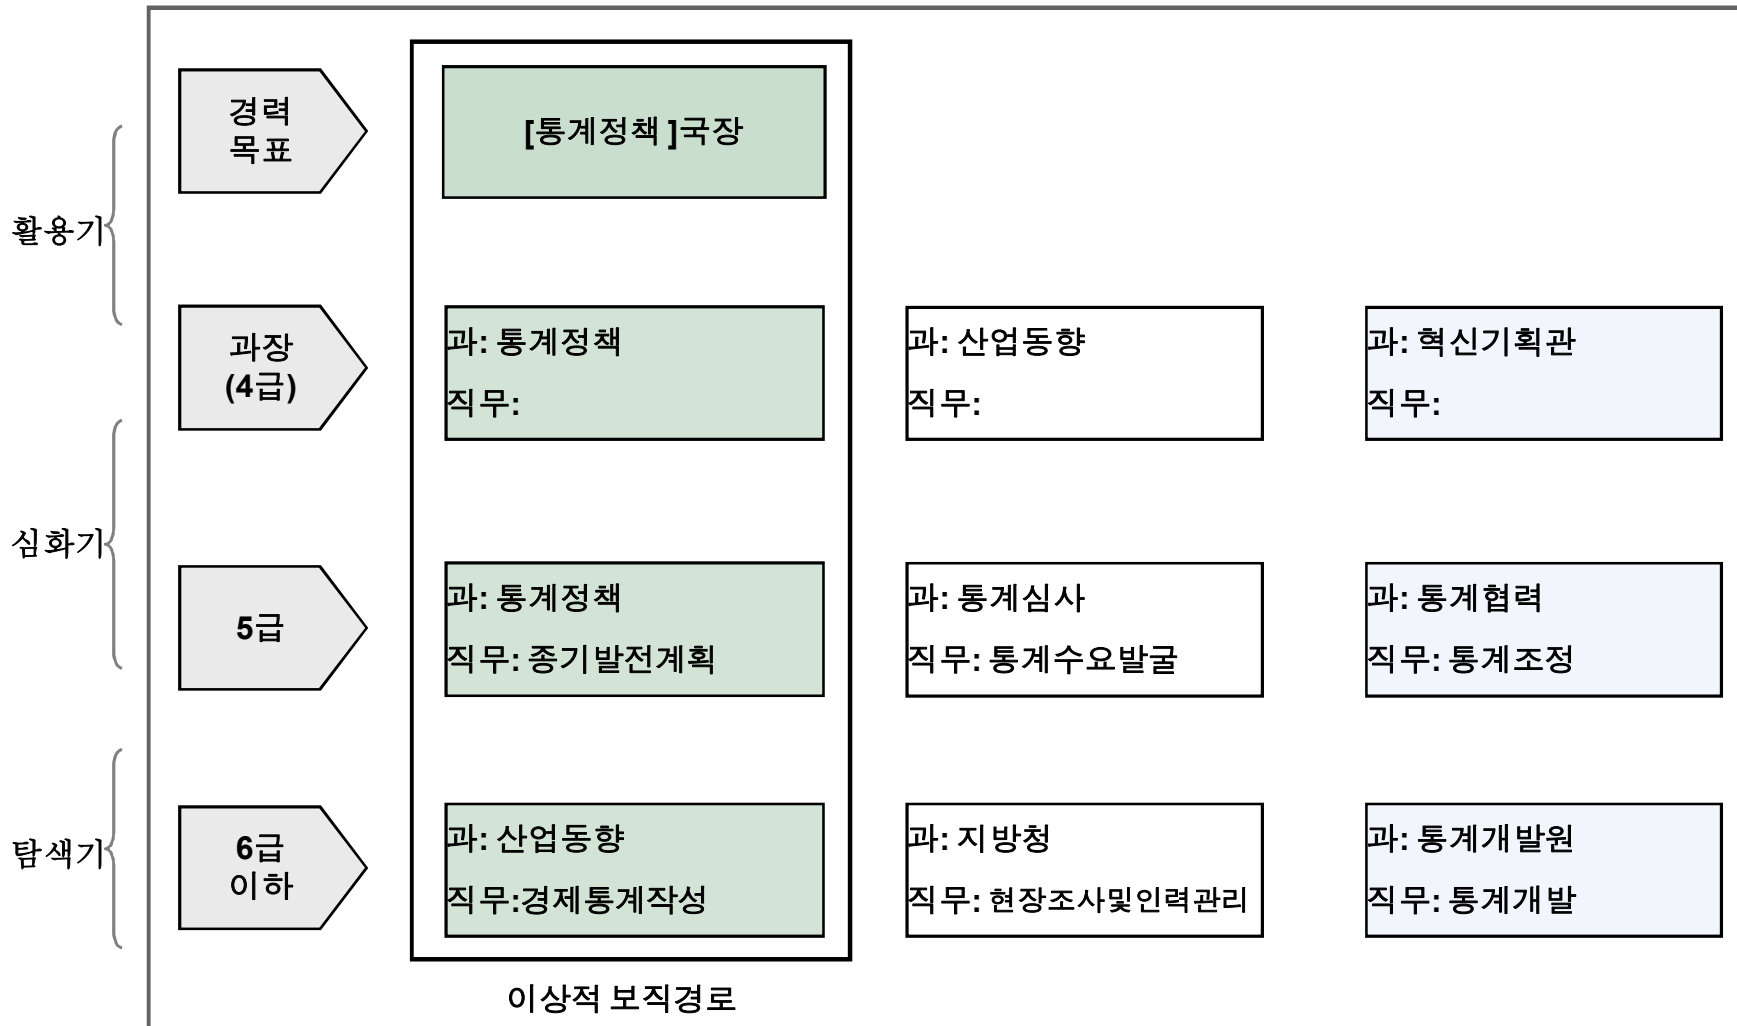 경력
목표
[통계정책 ]국장
활용기
과장
(4급)
과: 통계정책
직무:
과: 산업동향
직무:
과: 혁신기획관
직무:
심화기
5급
과: 통계정책
직무: 종기발전계획
과: 통계심사
직무: 통계수요발굴
과: 통계협력
직무: 통계조정
탐색기
6급
이하
과: 산업동향
직무:경제통계작성
과: 지방청
직무: 현장조사및인력관리
과: 통계개발원
직무: 통계개발
이상적 보직경로